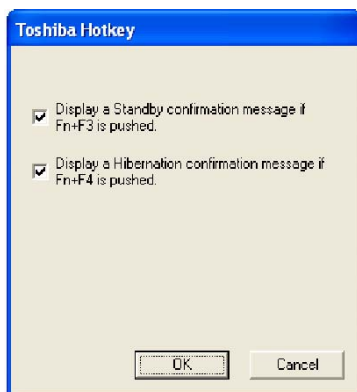 Toshiba Hotkey
Display a Standby confirmation message if
Fn+F3 is pushed.
Display a Hibernation confirmation message if
Fn+F4 is pushed.
OK
Cancel